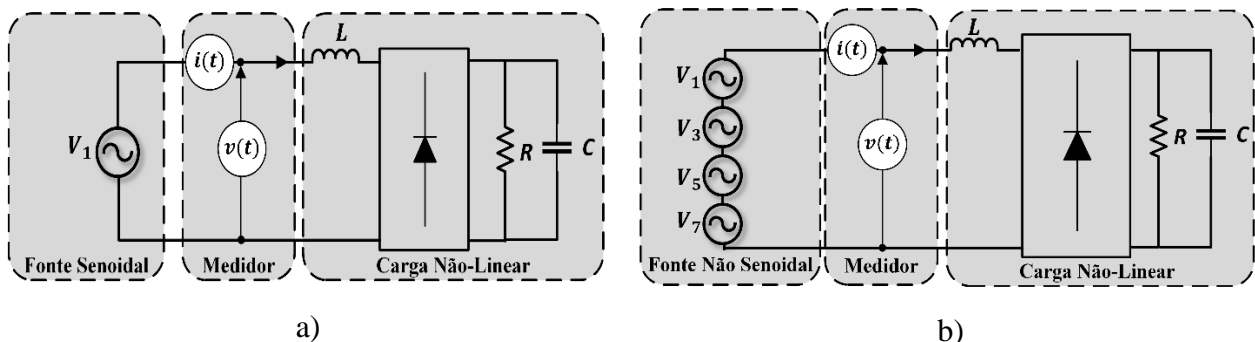 V₁
i(t)
v(t)
L
R
C
Fonte Senoidal
Medidor
Carga Não-Linear
a)
V₁
V₃
V₅
V₇
i(t)
v(t)
L
R
C
Fonte Não Senoidal
Medidor
Carga Não-Linear
b)